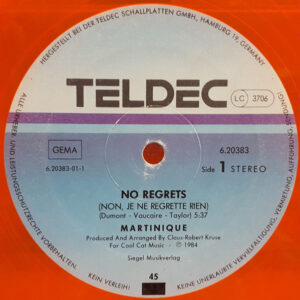 HERGESTELLT BEI DER TELDEC SCHALLPLATTEN GMBH, HAMBURG 19, GERMANY
TELDEC
LC 3706
GEMA
6.20383-01-1
6.20383
Side 1 STEREO
NO REGRETS
(NON, JE NE REGRETTE RIEN)
(Dumont - Vaucaire - Taylor) 5:37
MARTINIQUE
Produced And Arranged By Claus-Robert Kruse
For Cool Cat Music - ℗ 1984
Siegel Musikverlag
45
ALLE URHEBER- UND LEISTUNGSSCHUTZRECHTE VORBEHALTEN.
KEIN VERLEIH! KEINE UNERLAUBTE VERVIELFÄLTIGUNG, VERMIETUNG, AUFFÜHRUNG,